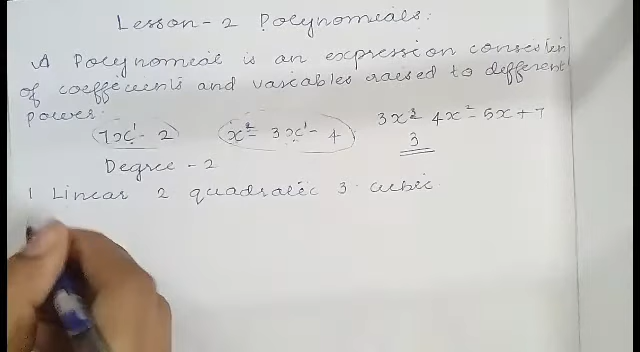 Lesson - 2 Polynomials:
A Polynomial is an expression consistin
of coefficients and variables raised to different
power.
7x¹ - 2 x² - 3x¹ - 4 3x³ 4x² - 5x + 7
3
Degree - 2
1 Linear 2 quadratic 3. cubic